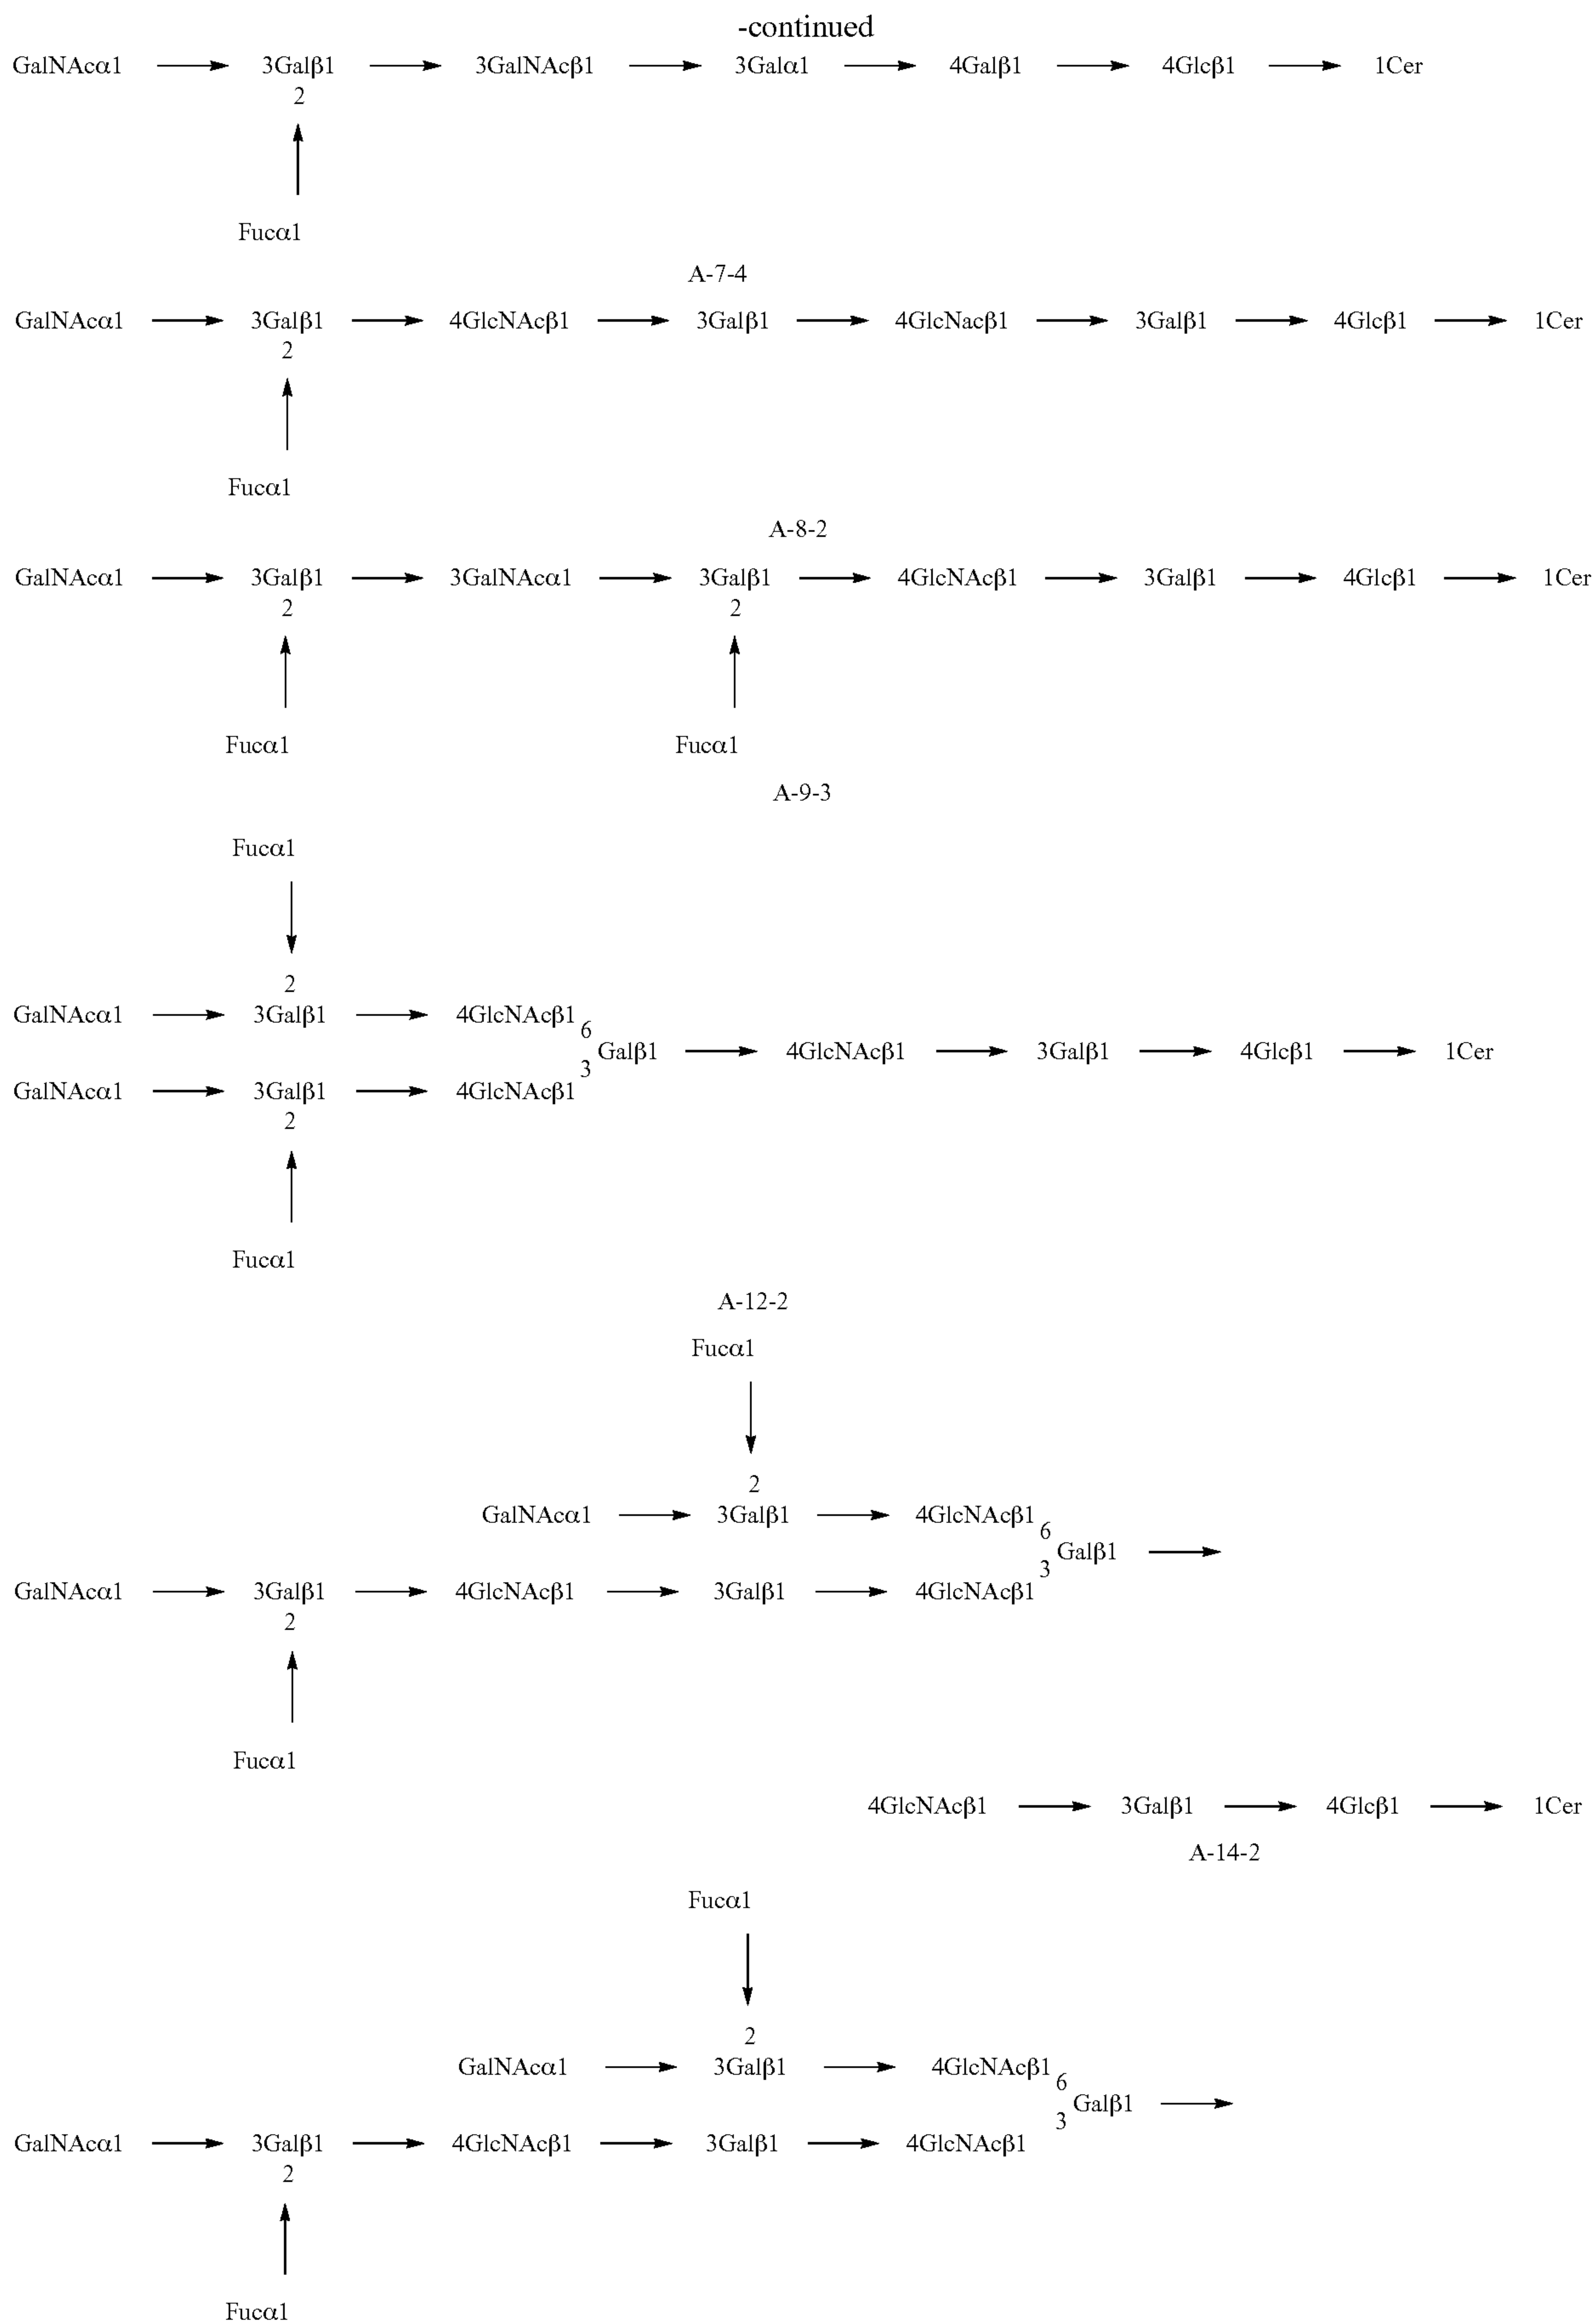 -continued
GalNAcα1 → 3Galβ1 → 3GalNAcβ1 → 3Galα1 → 4Galβ1 → 4Glcβ1 → 1Cer
2
↑
Fucα1
A-7-4
GalNAcα1 → 3Galβ1 → 4GlcNAcβ1 → 3Galβ1 → 4GlcNacβ1 → 3Galβ1 → 4Glcβ1 → 1Cer
2
↑
Fucα1
A-8-2
GalNAcα1 → 3Galβ1 → 3GalNAcα1 → 3Galβ1 → 4GlcNAcβ1 → 3Galβ1 → 4Glcβ1 → 1Cer
2 2
↑ ↑
Fucα1 Fucα1
A-9-3
Fucα1
↓
2
GalNAcα1 → 3Galβ1 → 4GlcNAcβ1
6
Galβ1 → 4GlcNAcβ1 → 3Galβ1 → 4Glcβ1 → 1Cer
3
GalNAcα1 → 3Galβ1 → 4GlcNAcβ1
2
↑
Fucα1
A-12-2
Fucα1
↓
2
GalNAcα1 → 3Galβ1 → 4GlcNAcβ1
6
Galβ1 →
3
GalNAcα1 → 3Galβ1 → 4GlcNAcβ1 → 3Galβ1 → 4GlcNAcβ1
2
↑
Fucα1
4GlcNAcβ1 → 3Galβ1 → 4Glcβ1 → 1Cer
A-14-2
Fucα1
↓
2
GalNAcα1 → 3Galβ1 → 4GlcNAcβ1
6
Galβ1 →
3
GalNAcα1 → 3Galβ1 → 4GlcNAcβ1 → 3Galβ1 → 4GlcNAcβ1
2
↑
Fucα1